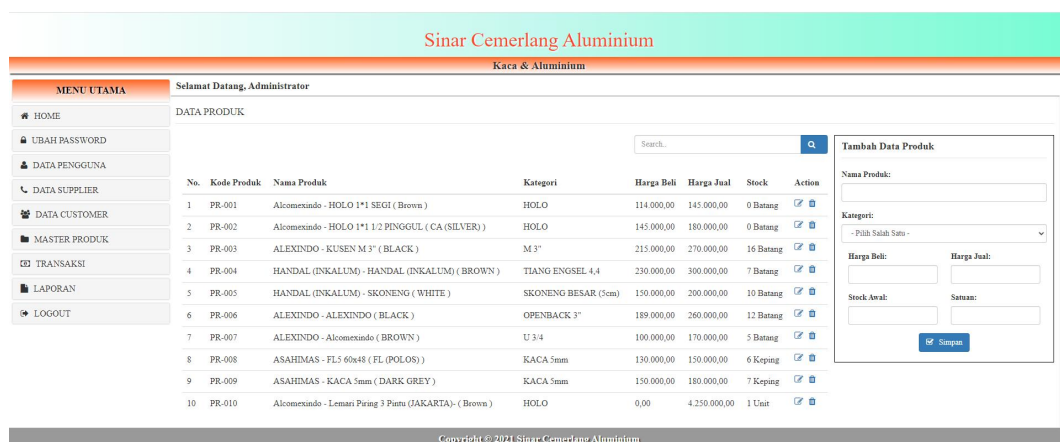 Sinar Cemerlang Aluminium
Kaca & Aluminium
MENU UTAMA
HOME
UBAH PASSWORD
DATA PENGGUNA
DATA SUPPLIER
DATA CUSTOMER
MASTER PRODUK
TRANSAKSI
LAPORAN
LOGOUT
Selamat Datang, Administrator
DATA PRODUK
Search..
No. Kode Produk Nama Produk Kategori Harga Beli Harga Jual Stock Action
1 PR-001 Alcomexindo - HOLO 1*1 SEGI ( Brown ) HOLO 114.000,00 145.000,00 0 Batang
2 PR-002 Alcomexindo - HOLO 1*1 1/2 PINGGUL ( CA (SILVER) ) HOLO 145.000,00 180.000,00 0 Batang
3 PR-003 ALEXINDO - KUSEN M 3" ( BLACK ) M 3" 215.000,00 270.000,00 16 Batang
4 PR-004 HANDAL (INKALUM) - HANDAL (INKALUM) ( BROWN ) TIANG ENGSEL 4,4 230.000,00 300.000,00 7 Batang
5 PR-005 HANDAL (INKALUM) - SKONENG ( WHITE ) SKONENG BESAR (5cm) 150.000,00 200.000,00 10 Batang
6 PR-006 ALEXINDO - ALEXINDO ( BLACK ) OPENBACK 3" 189.000,00 260.000,00 12 Batang
7 PR-007 ALEXINDO - Alcomexindo ( BROWN ) U 3/4 100.000,00 170.000,00 5 Batang
8 PR-008 ASAHIMAS - FL5 60x48 ( FL (POLOS) ) KACA 5mm 130.000,00 150.000,00 6 Keping
9 PR-009 ASAHIMAS - KACA 5mm ( DARK GREY ) KACA 5mm 150.000,00 180.000,00 7 Keping
10 PR-010 Alcomexindo - Lemari Piring 3 Pintu (JAKARTA)- ( Brown ) HOLO 0,00 4.250.000,00 1 Unit
Tambah Data Produk
Nama Produk:
Kategori:
- Pilih Salah Satu -
Harga Beli: Harga Jual:
Stock Awal: Satuan:
Simpan
Copyright © 2021 Sinar Cemerlang Aluminium